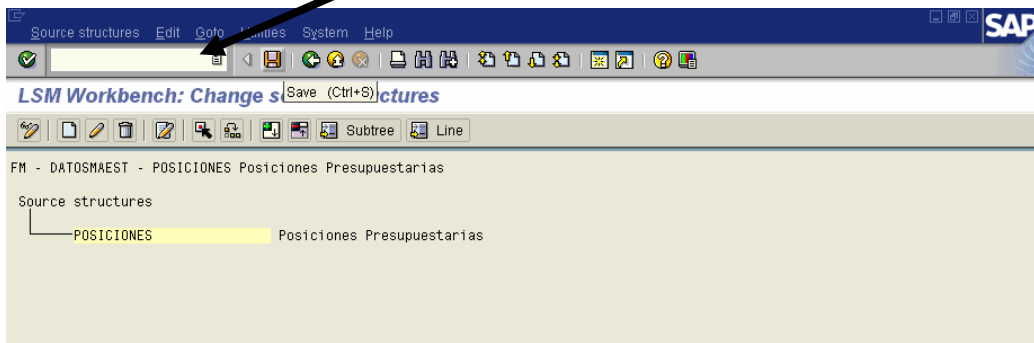 Source structures Edit Goto Utilities System Help
SAP
Save (Ctrl+S)
LSM Workbench: Change s ctures
Subtree Line
FM - DATOSMAEST - POSICIONES Posiciones Presupuestarias
Source structures
POSICIONES Posiciones Presupuestarias